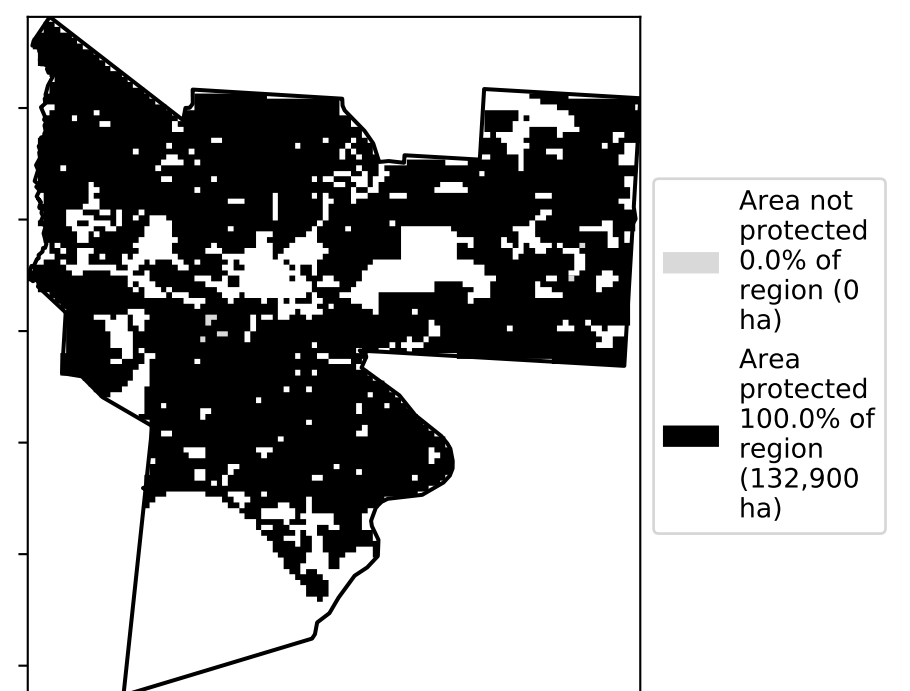 Area not
protected
0.0% of
region (0
ha)
Area
protected
100.0% of
region
(132,900
ha)